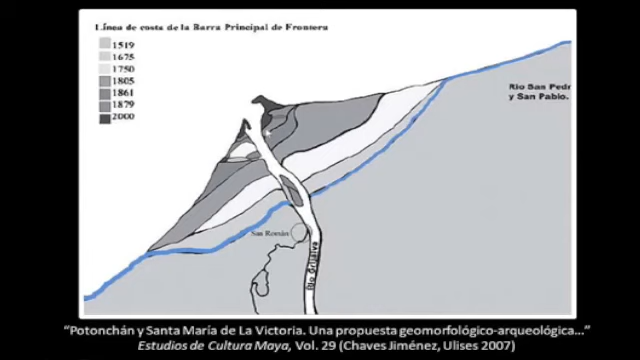 Línea de costa de la Barra Principal de Frontera
1519
1675
1750
1805
1861
1879
2000
Rio San Pedr
y San Pablo.
San Román
Río Grijalva
“Potonchán y Santa María de La Victoria. Una propuesta geomorfológico-arqueológica...”
Estudios de Cultura Maya, Vol. 29 (Chaves Jiménez, Ulises 2007)